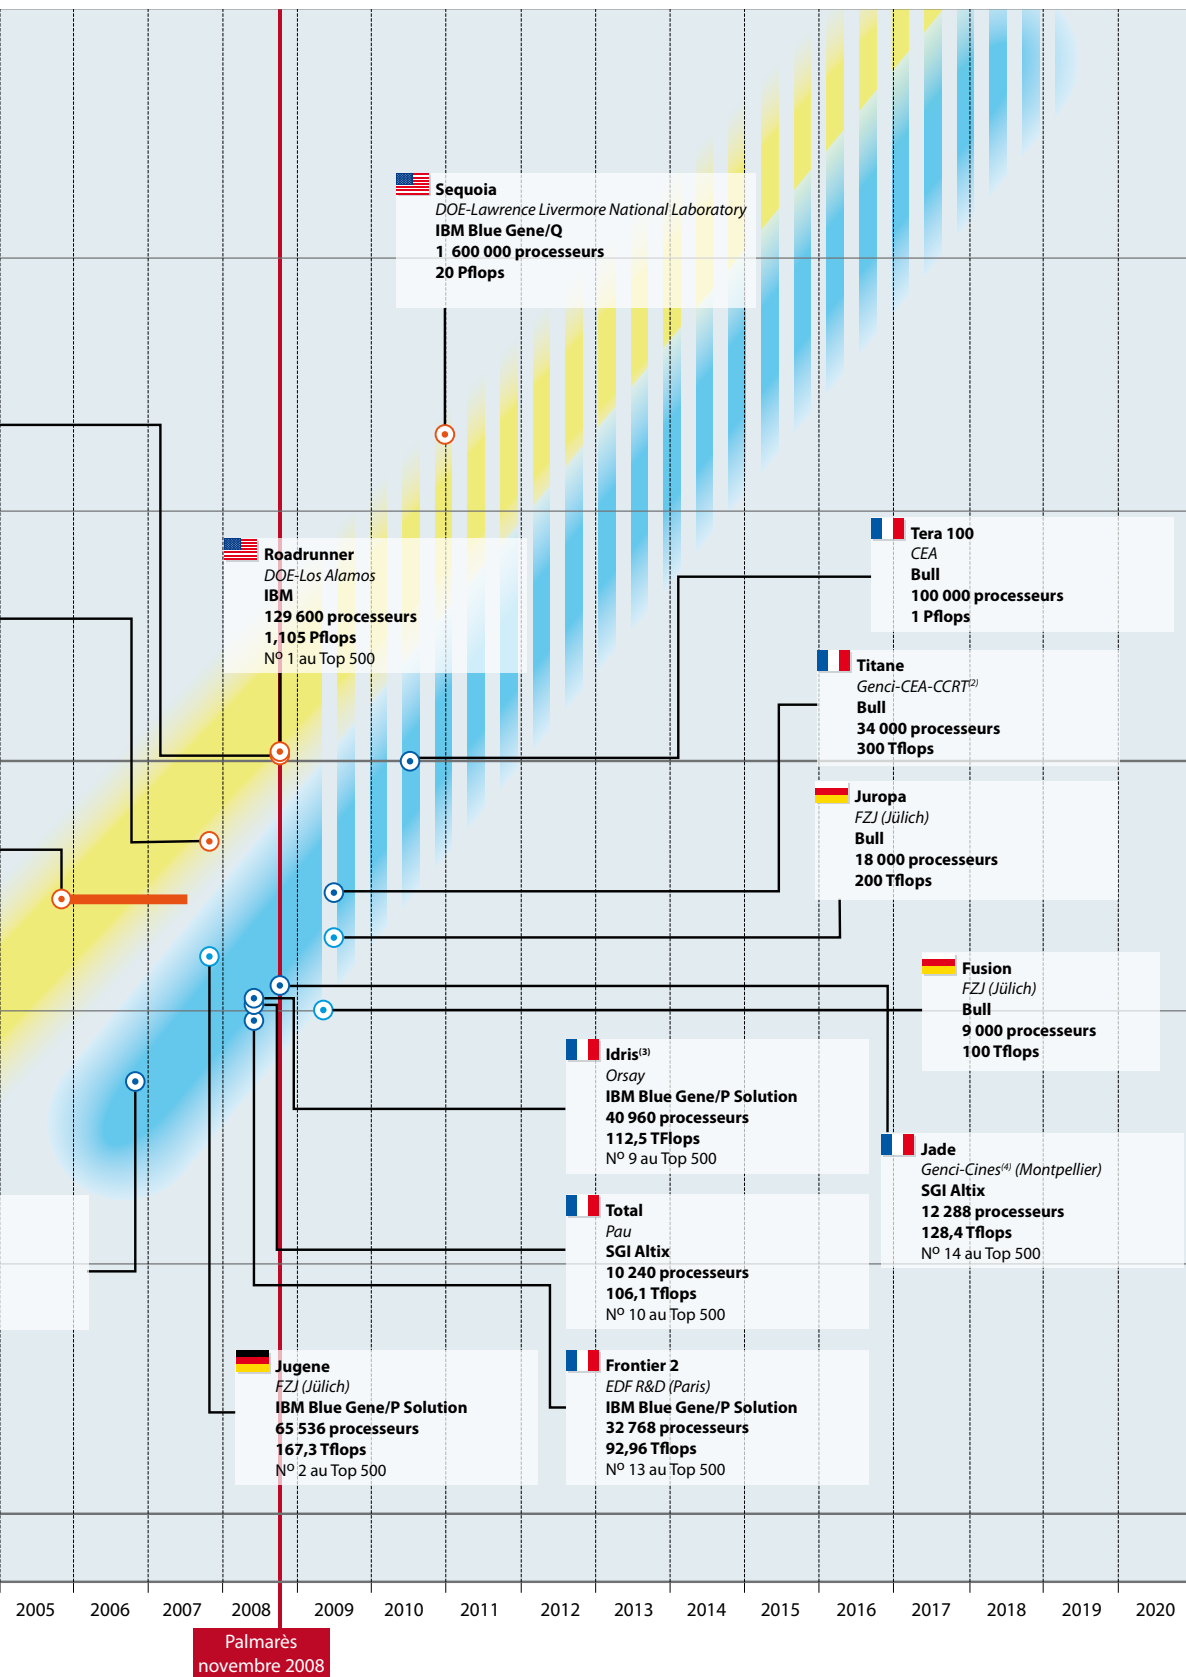 Sequoia
DOE-Lawrence Livermore National Laboratory
IBM Blue Gene/Q
1 600 000 processeurs
20 Pflops
Roadrunner
DOE-Los Alamos
IBM
129 600 processeurs
1,105 Pflops
Nº 1 au Top 500
Tera 100
CEA
Bull
100 000 processeurs
1 Pflops
Titane
Genci-CEA-CCRT(2)
Bull
34 000 processeurs
300 Tflops
Juropa
FZJ (Jülich)
Bull
18 000 processeurs
200 Tflops
Fusion
FZJ (Jülich)
Bull
9 000 processeurs
100 Tflops
Idris(3)
Orsay
IBM Blue Gene/P Solution
40 960 processeurs
112,5 TFlops
Nº 9 au Top 500
Jade
Genci-Cines(4) (Montpellier)
SGI Altix
12 288 processeurs
128,4 Tflops
Nº 14 au Top 500
Total
Pau
SGI Altix
10 240 processeurs
106,1 Tflops
Nº 10 au Top 500
Jugene
FZJ (Jülich)
IBM Blue Gene/P Solution
65 536 processeurs
167,3 Tflops
Nº 2 au Top 500
Frontier 2
EDF R&D (Paris)
IBM Blue Gene/P Solution
32 768 processeurs
92,96 Tflops
Nº 13 au Top 500
2005 2006 2007 2008 2009 2010 2011 2012 2013 2014 2015 2016 2017 2018 2019 2020
Palmarès
novembre 2008